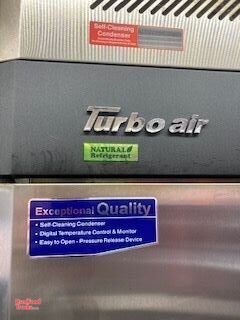 Self-Cleaning
Condenser
Turbo air
NATURAL
Refrigerant
Exceptional Quality
• Self-Cleaning Condenser
• Digital Temperature Control & Monitor
• Easy to Open - Pressure Release Device